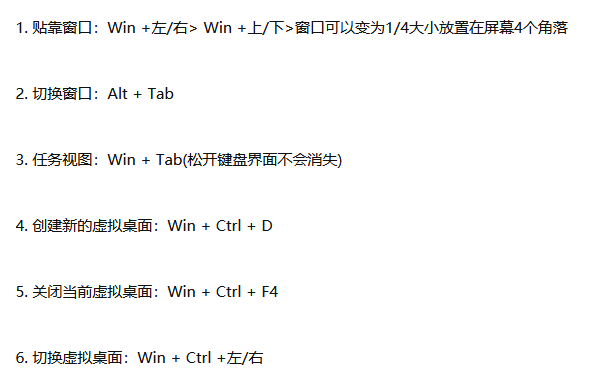 1. 贴靠窗口：Win +左/右> Win +上/下>窗口可以变为1/4大小放置在屏幕4个角落
2. 切换窗口：Alt + Tab
3. 任务视图：Win + Tab(松开键盘界面不会消失)
4. 创建新的虚拟桌面：Win + Ctrl + D
5. 关闭当前虚拟桌面：Win + Ctrl + F4
6. 切换虚拟桌面：Win + Ctrl +左/右